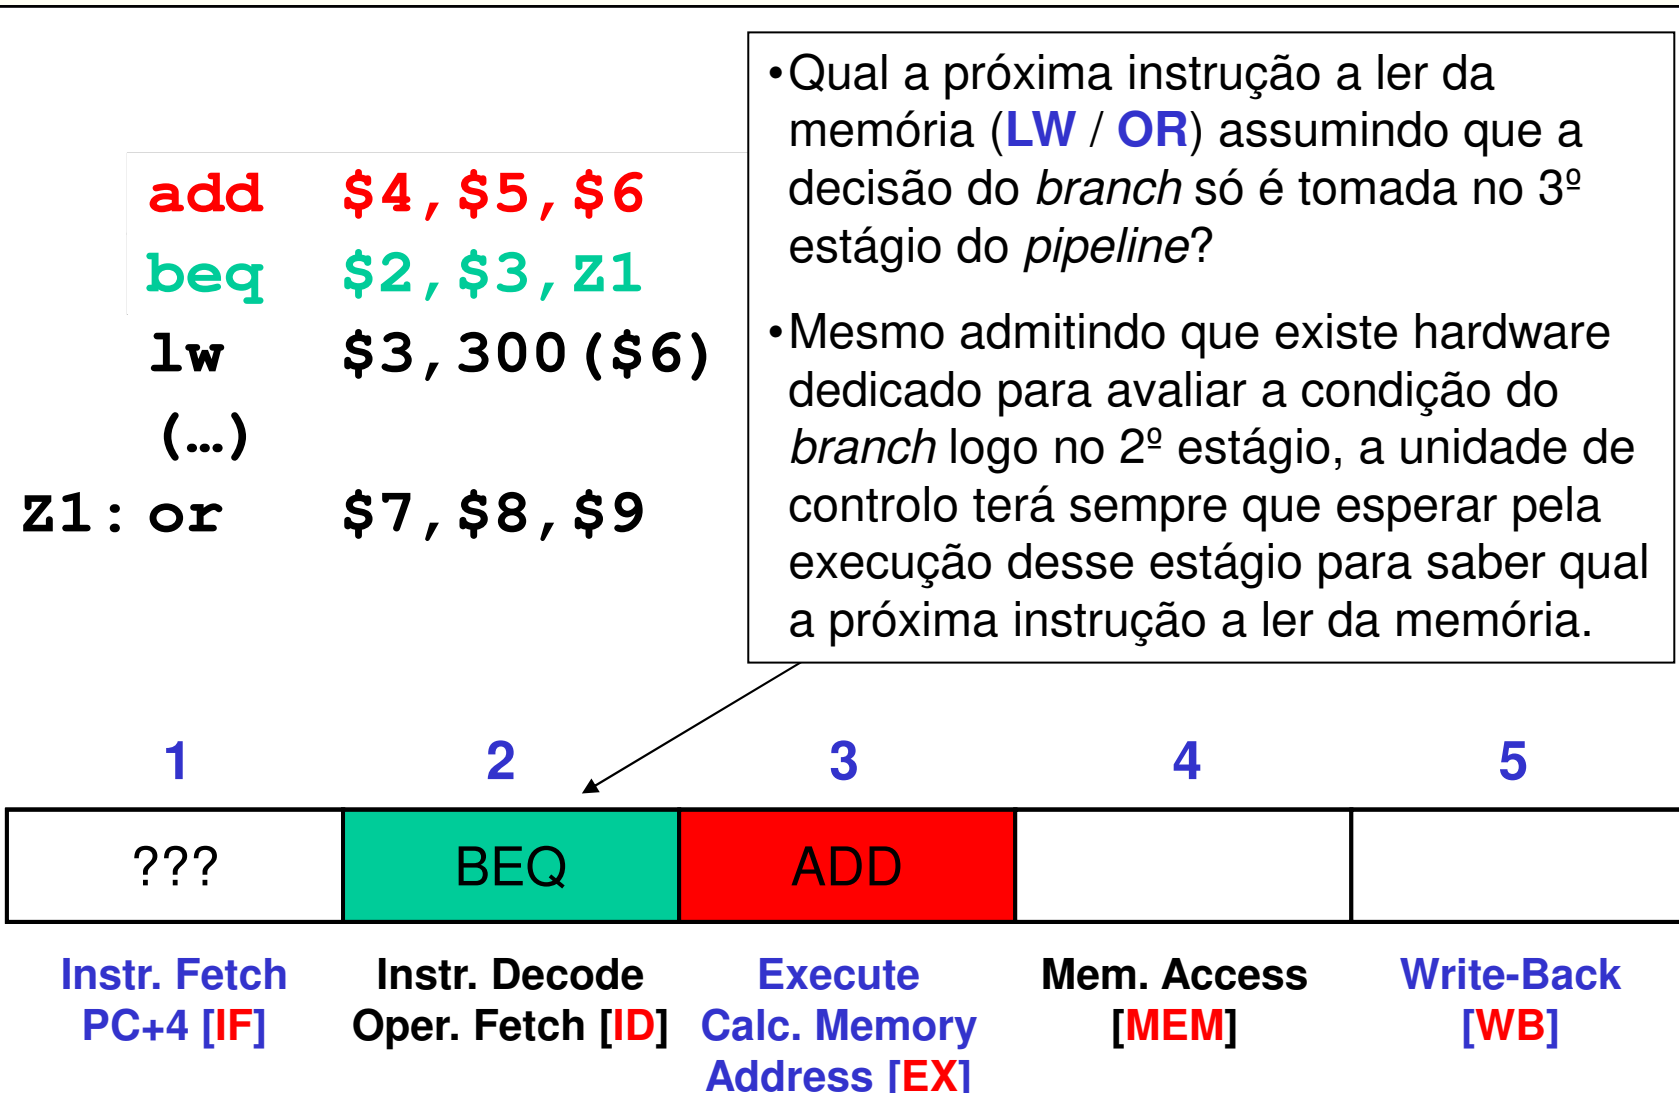 add $4,$5,$6
beq $2,$3,Z1
lw $3,300($6)
(…)
Z1: or $7,$8,$9
•Qual a próxima instrução a ler da
memória (LW / OR) assumindo que a
decisão do branch só é tomada no 3º
estágio do pipeline?
•Mesmo admitindo que existe hardware
dedicado para avaliar a condição do
branch logo no 2º estágio, a unidade de
controlo terá sempre que esperar pela
execução desse estágio para saber qual
a próxima instrução a ler da memória.
1 2 3 4 5
??? BEQ ADD
Instr. Fetch
PC+4 [IF]
Instr. Decode
Oper. Fetch [ID]
Execute
Calc. Memory
Address [EX]
Mem. Access
[MEM]
Write-Back
[WB]